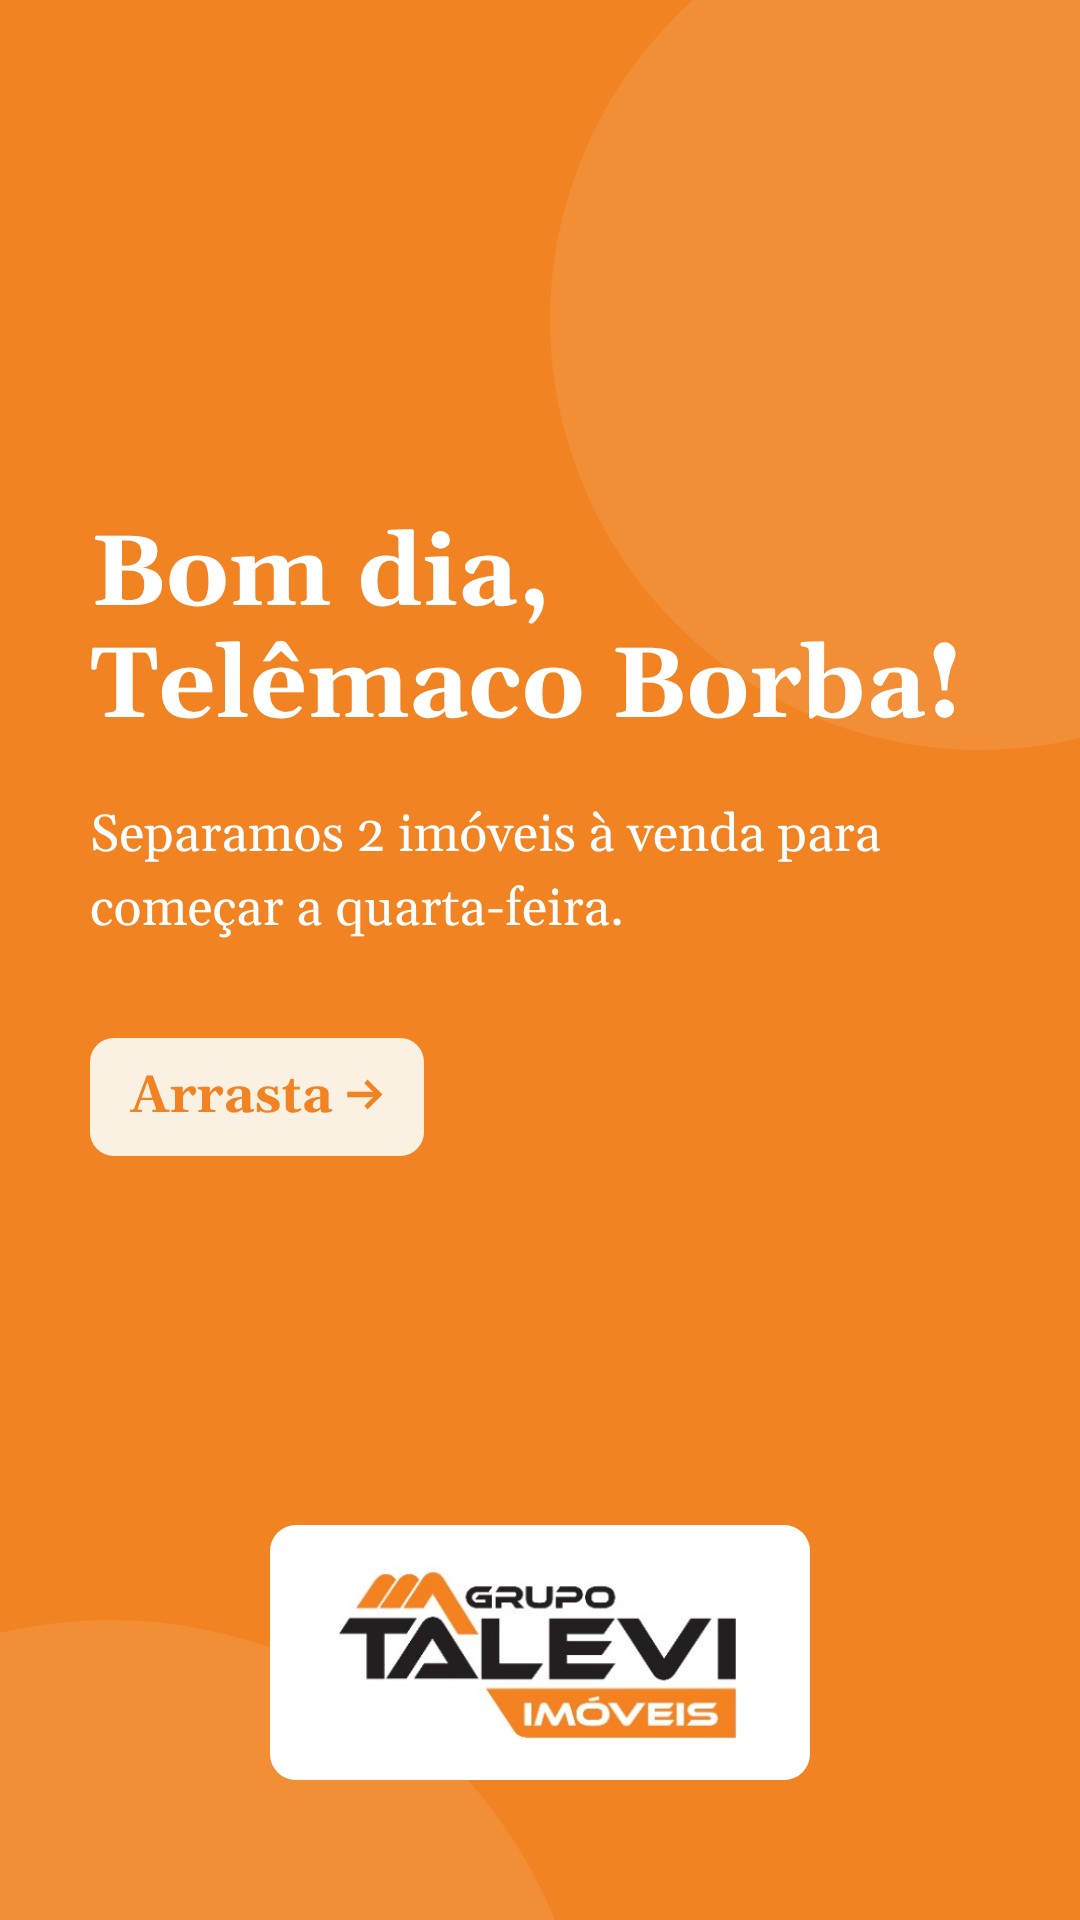 Bom dia,
Telêmaco Borba!
Separamos 2 imóveis à venda para
começar a quarta-feira.
Arrasta →
GRUPO
TALEVI
IMÓVEIS